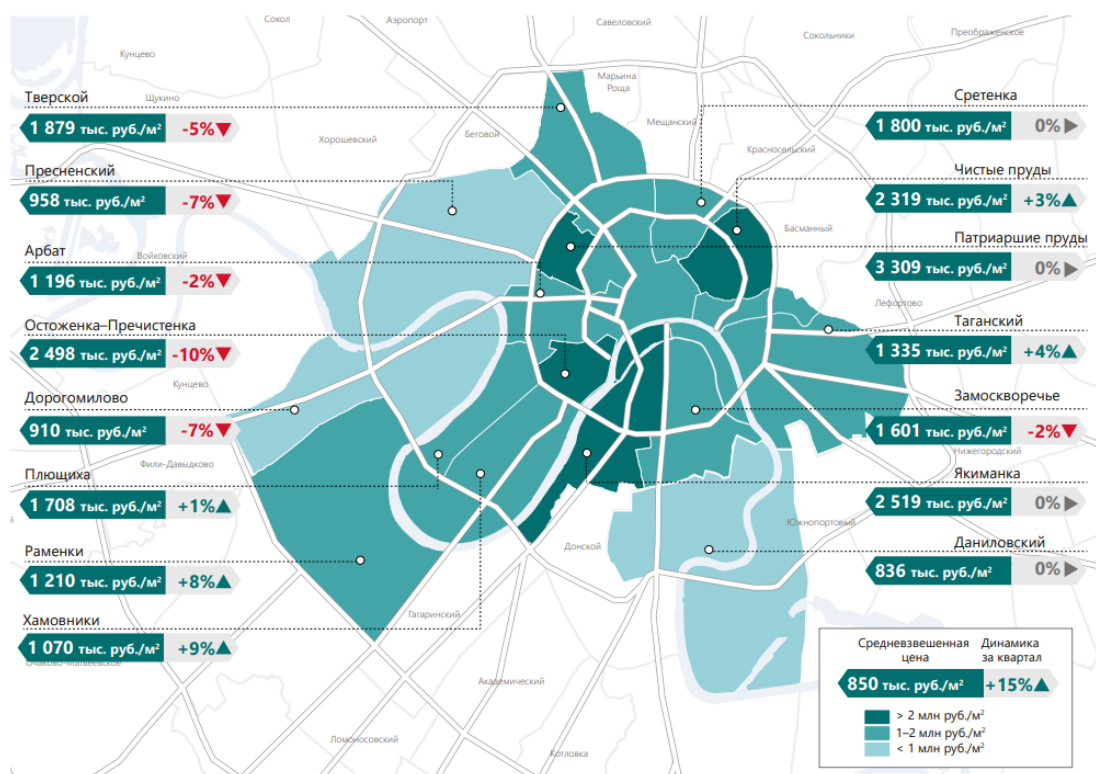 Сокол
Аэропорт
Савеловский
Сокольники
Преображенское
Кунцево
Щукино
Хорошевский
Беговой
Марьина
Роща
Мещанский
Красносельский
Басманный
Лефортово
Войковский
Кунцево
Фили-Давыдково
Очаково-Матвеевское
Гагаринский
Донской
Академический
Ломоносовский
Котловка
Южнопортовый
Нижегородский
Тверской
1 879 тыс. руб./м² -5%▼
Пресненский
958 тыс. руб./м² -7%▼
Арбат
1 196 тыс. руб./м² -2%▼
Остоженка–Пречистенка
2 498 тыс. руб./м² -10%▼
Дорогомилово
910 тыс. руб./м² -7%▼
Плющиха
1 708 тыс. руб./м² +1%▲
Раменки
1 210 тыс. руб./м² +8%▲
Хамовники
1 070 тыс. руб./м² +9%▲
Сретенка
1 800 тыс. руб./м² 0%▶
Чистые пруды
2 319 тыс. руб./м² +3%▲
Патриаршие пруды
3 309 тыс. руб./м² 0%▶
Таганский
1 335 тыс. руб./м² +4%▲
Замоскворечье
1 601 тыс. руб./м² -2%▼
Якиманка
2 519 тыс. руб./м² 0%▶
Даниловский
836 тыс. руб./м² 0%▶
Средневзвешенная
цена
Динамика
за квартал
850 тыс. руб./м² +15%▲
> 2 млн руб./м²
1–2 млн руб./м²
< 1 млн руб./м²